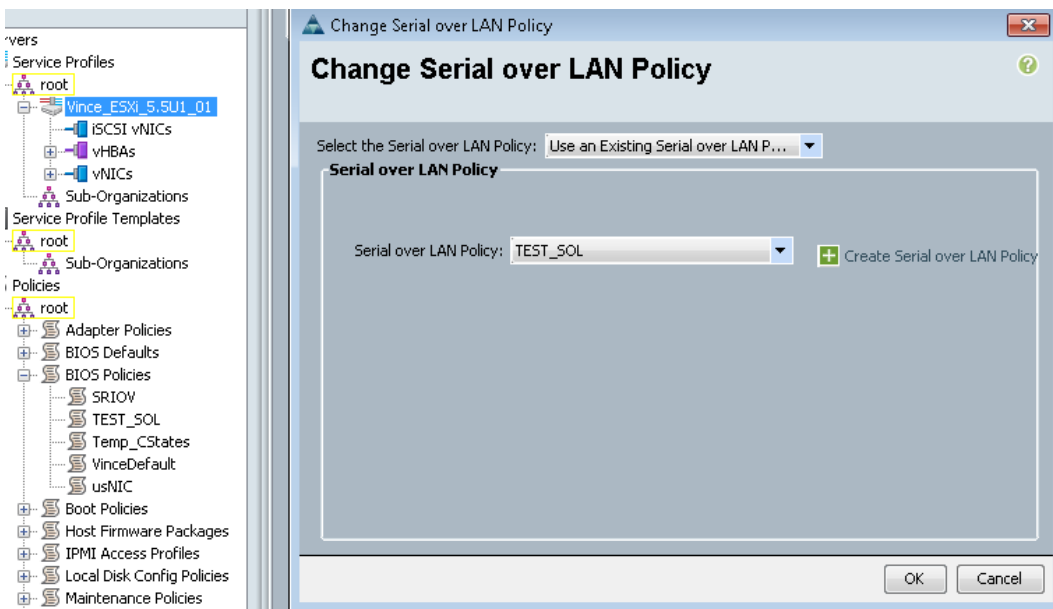 rvers
Service Profiles
root
Vince_ESXi_5.5U1_01
iSCSI vNICs
vHBAs
vNICs
Sub-Organizations
Service Profile Templates
root
Sub-Organizations
Policies
root
Adapter Policies
BIOS Defaults
BIOS Policies
SRIOV
TEST_SOL
Temp_CStates
VinceDefault
usNIC
Boot Policies
Host Firmware Packages
IPMI Access Profiles
Local Disk Config Policies
Maintenance Policies
Change Serial over LAN Policy
Change Serial over LAN Policy
?
Select the Serial over LAN Policy: Use an Existing Serial over LAN P...
Serial over LAN Policy
Serial over LAN Policy: TEST_SOL
Create Serial over LAN Policy
OK Cancel